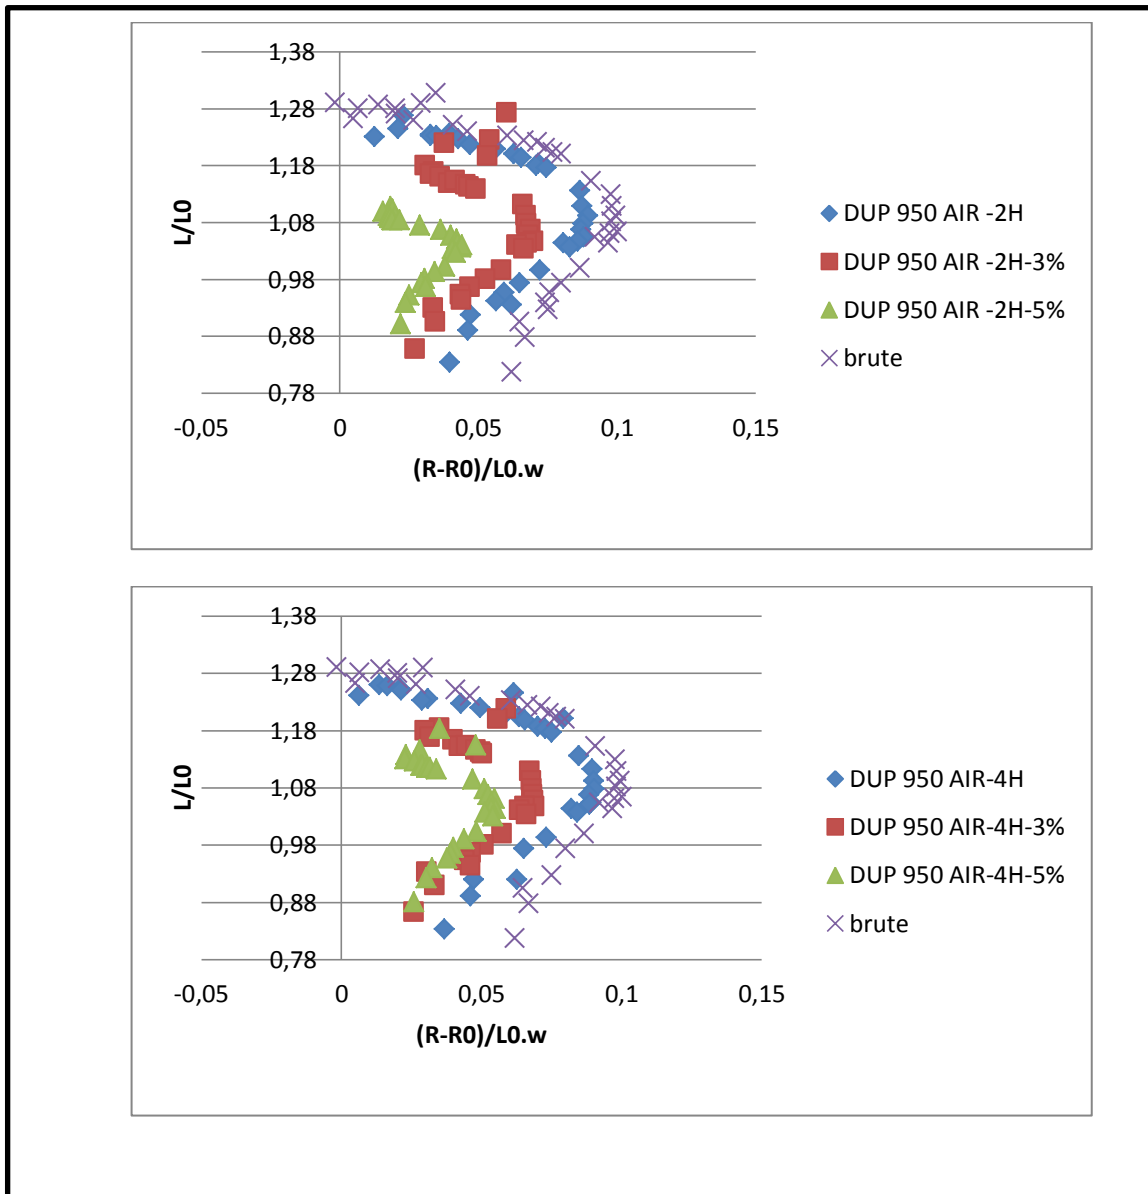 1,38
1,28
1,18
1,08
0,98
0,88
0,78
L/L0
-0,05 0 0,05 0,1 0,15
(R-R0)/L0.w
DUP 950 AIR -2H
DUP 950 AIR -2H-3%
DUP 950 AIR -2H-5%
brute
1,38
1,28
1,18
1,08
0,98
0,88
0,78
L/L0
-0,05 0 0,05 0,1 0,15
(R-R0)/L0.w
DUP 950 AIR-4H
DUP 950 AIR-4H-3%
DUP 950 AIR-4H-5%
brute